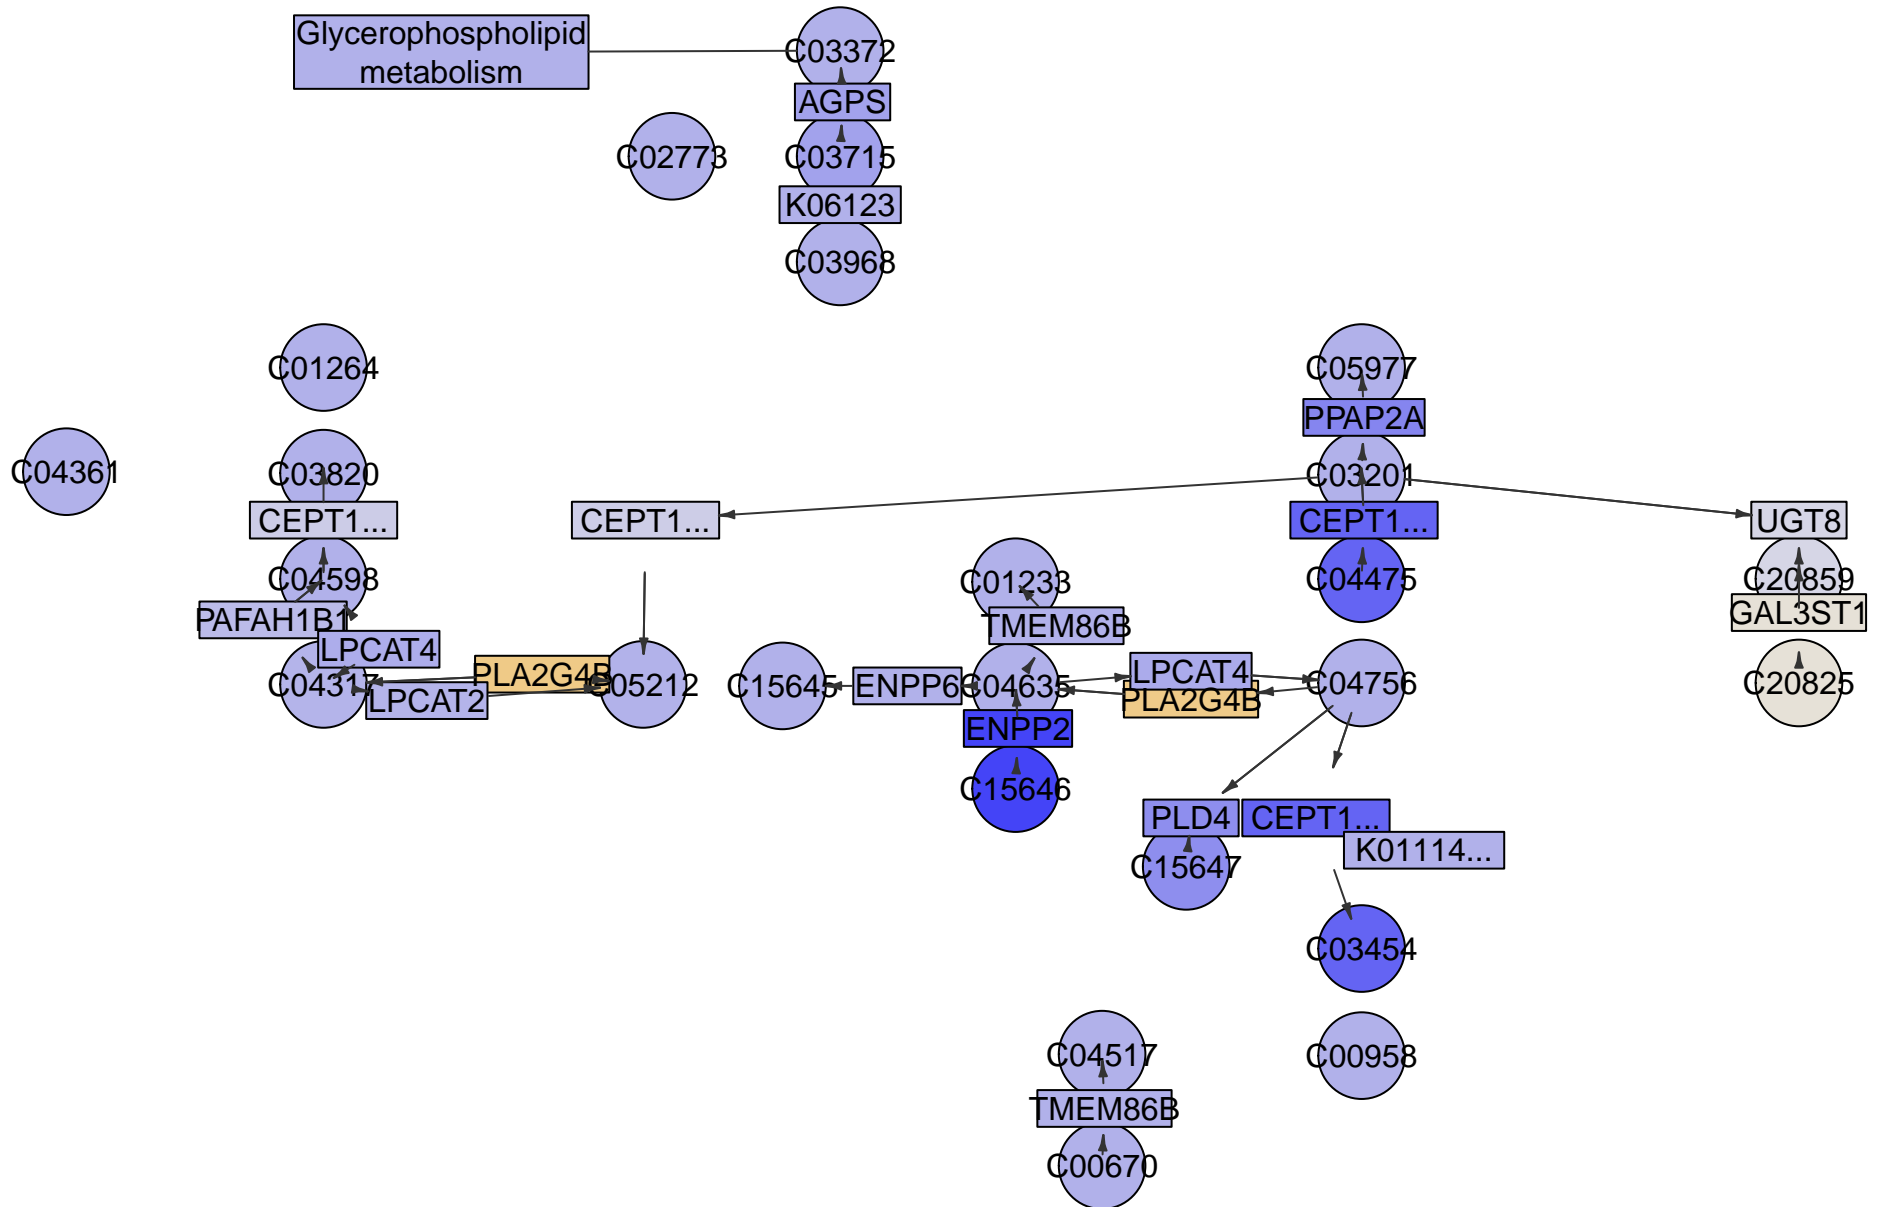 Glycerophospholipid
metabolism
C03372
AGPS
C02773
C03715
K06123
C03968
C01264
C05977
PPAP2A
C04361
C03820
C03201
CEPT1...
CEPT1...
CEPT1...
UGT8
C04598
C01233
C04475
C20859
PAFAH1B1
TMEM86B
GAL3ST1
LPCAT4
C04317
PLA2G4B
LPCAT2
C05212
C15645
ENPP6
C04635
LPCAT4
PLA2G4B
C04756
C20825
ENPP2
C15646
PLD4
CEPT1...
K01114...
C15647
C03454
C04517
C00958
TMEM86B
C00670